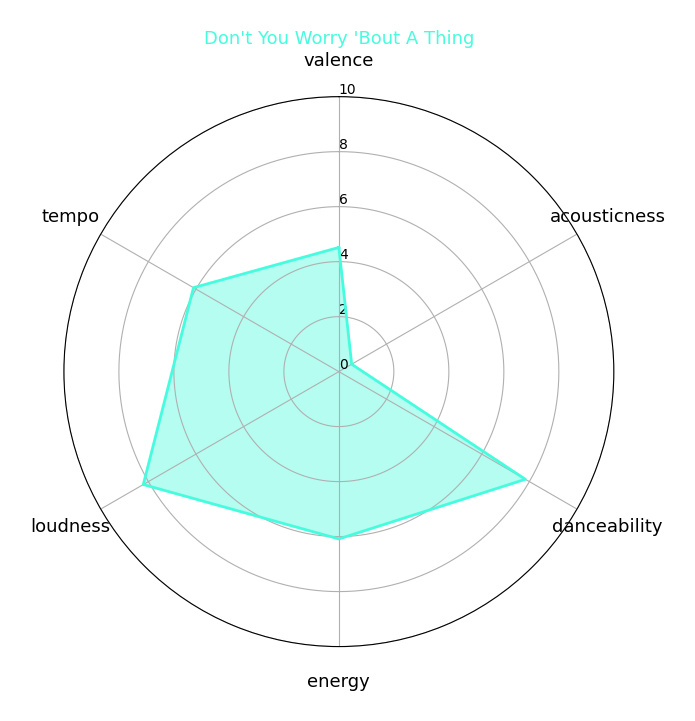 Don't You Worry 'Bout A Thing
valence
10
8
tempo
6
acousticness
4
2
0
loudness
danceability
energy